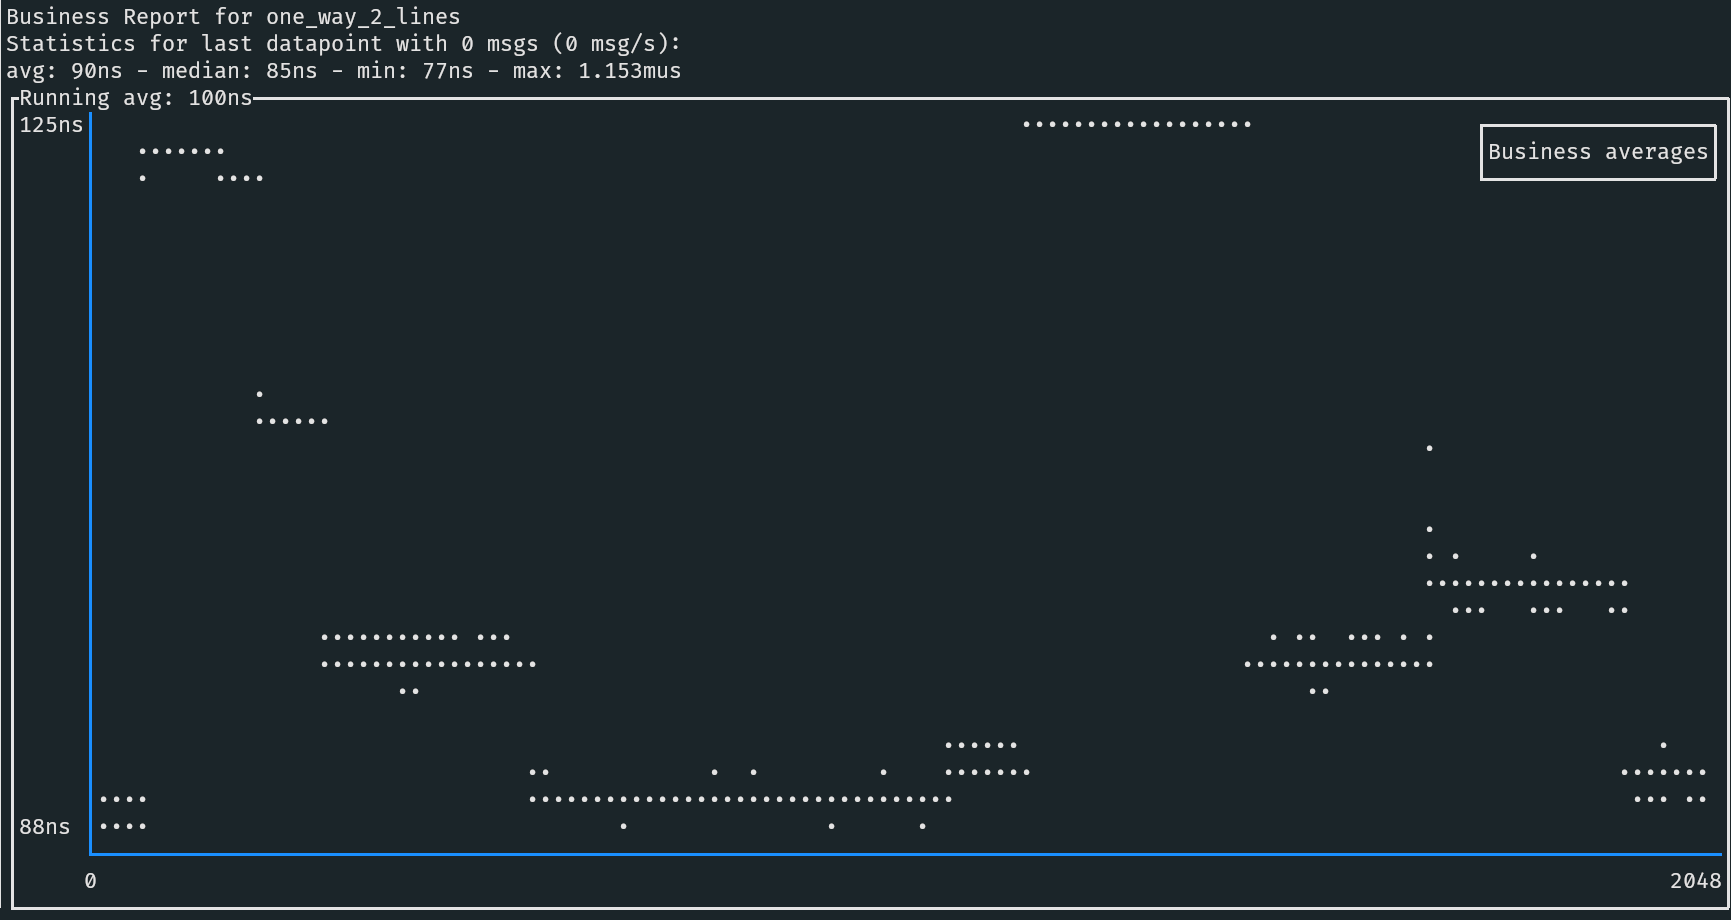 Business Report for one_way_2_lines
Statistics for last datapoint with 0 msgs (0 msg/s):
avg: 90ns - median: 85ns - min: 77ns - max: 1.153mus
Running avg: 100ns
125ns
Business averages
88ns
0 2048